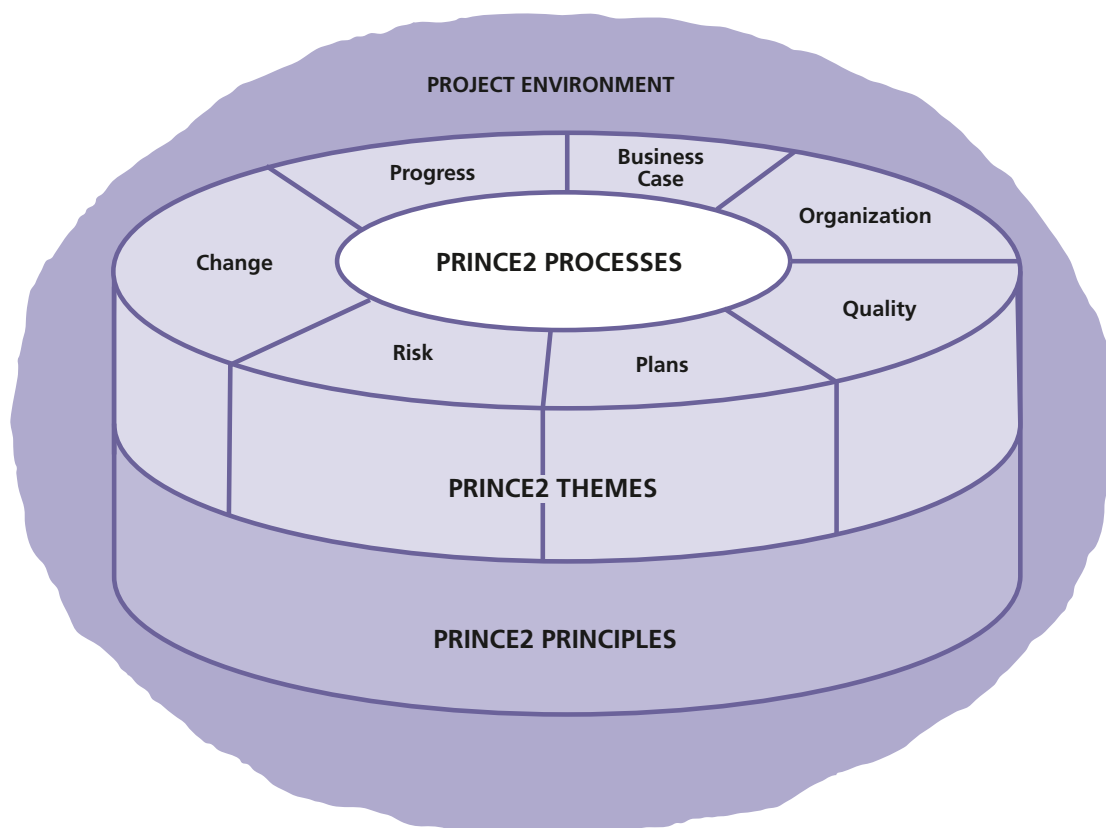 PROJECT ENVIRONMENT
Progress
Business
Case
Organization
Change
PRINCE2 PROCESSES
Quality
Risk
Plans
PRINCE2 THEMES
PRINCE2 PRINCIPLES